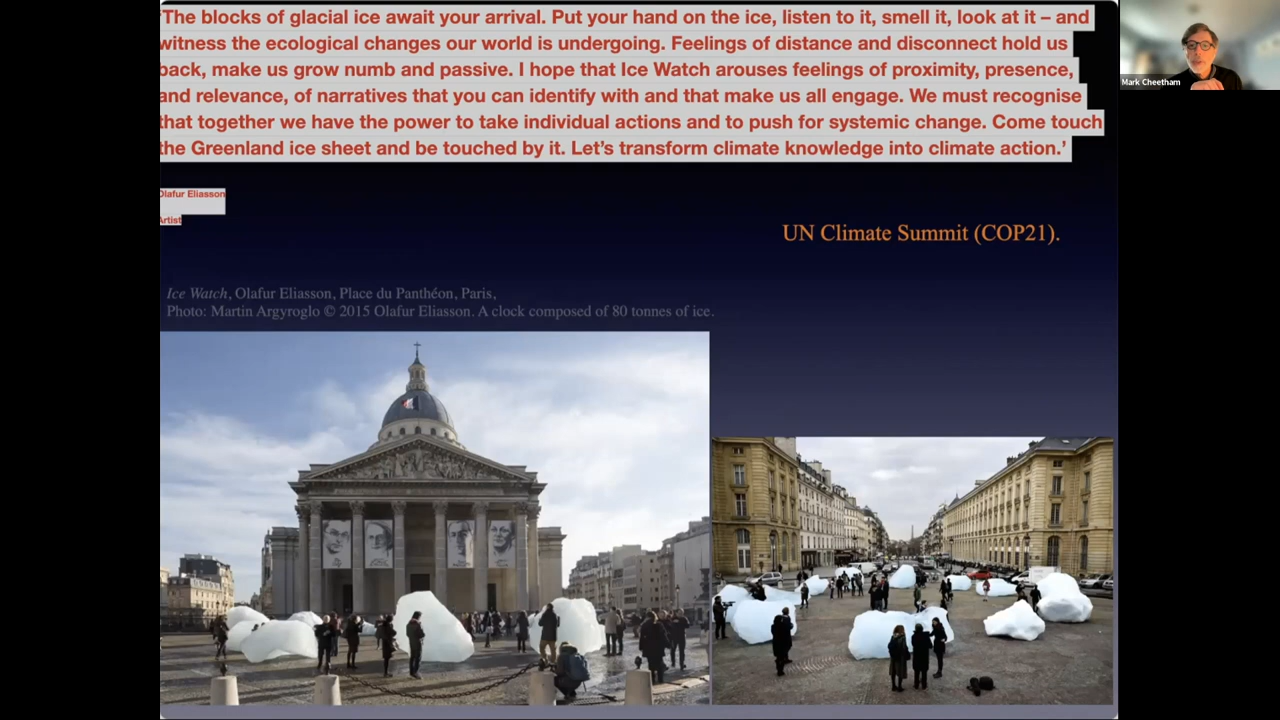 'The blocks of glacial ice await your arrival. Put your hand on the ice, listen to it, smell it, look at it – and
witness the ecological changes our world is undergoing. Feelings of distance and disconnect hold us
back, make us grow numb and passive. I hope that Ice Watch arouses feelings of proximity, presence,
and relevance, of narratives that you can identify with and that make us all engage. We must recognise
that together we have the power to take individual actions and to push for systemic change. Come touch
the Greenland ice sheet and be touched by it. Let's transform climate knowledge into climate action.'
Mark Cheetham
Olafur Eliasson
Artist
UN Climate Summit (COP21).
Ice Watch, Olafur Eliasson, Place du Panthéon, Paris,
Photo: Martin Argyroglo © 2015 Olafur Eliasson. A clock composed of 80 tonnes of ice.